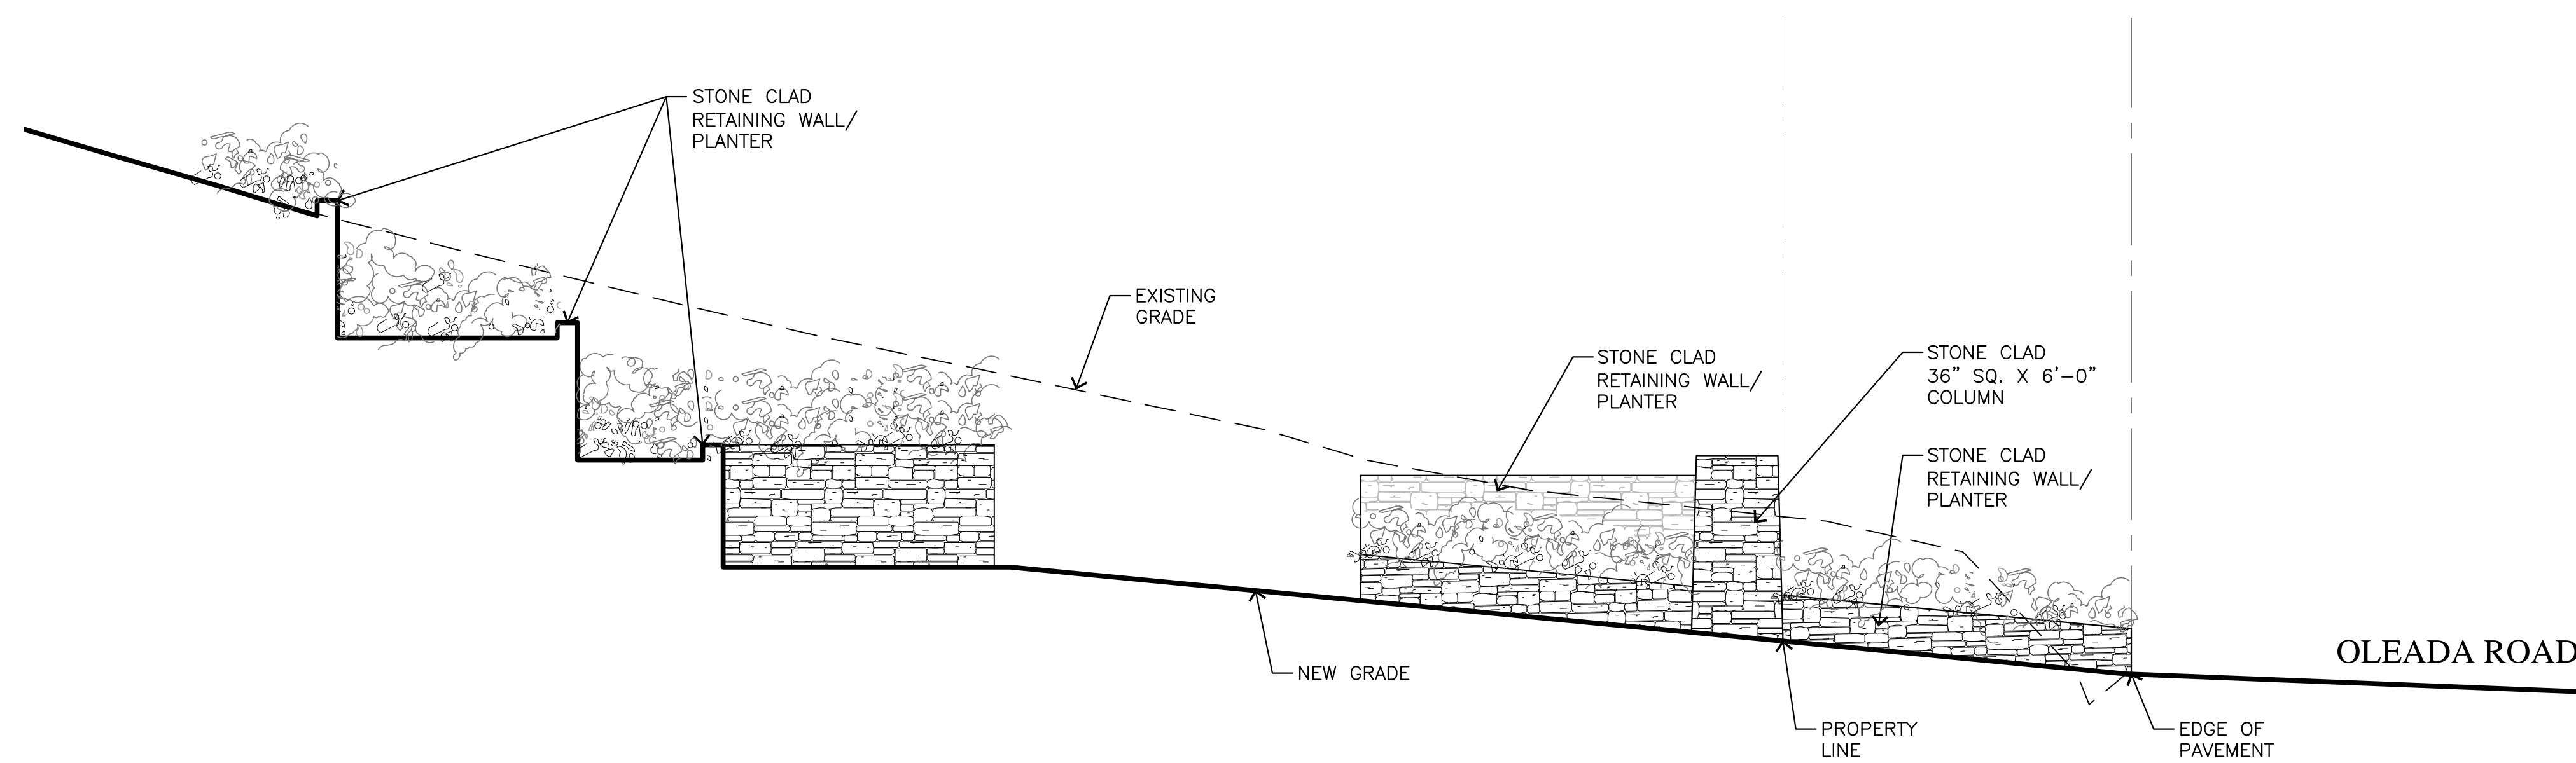 STONE CLAD
RETAINING WALL/
PLANTER
EXISTING
GRADE
STONE CLAD
RETAINING WALL/
PLANTER
STONE CLAD
36" SQ. X 6'-0"
COLUMN
STONE CLAD
RETAINING WALL/
PLANTER
OLEADA ROAD
NEW GRADE
PROPERTY
LINE
EDGE OF
PAVEMENT